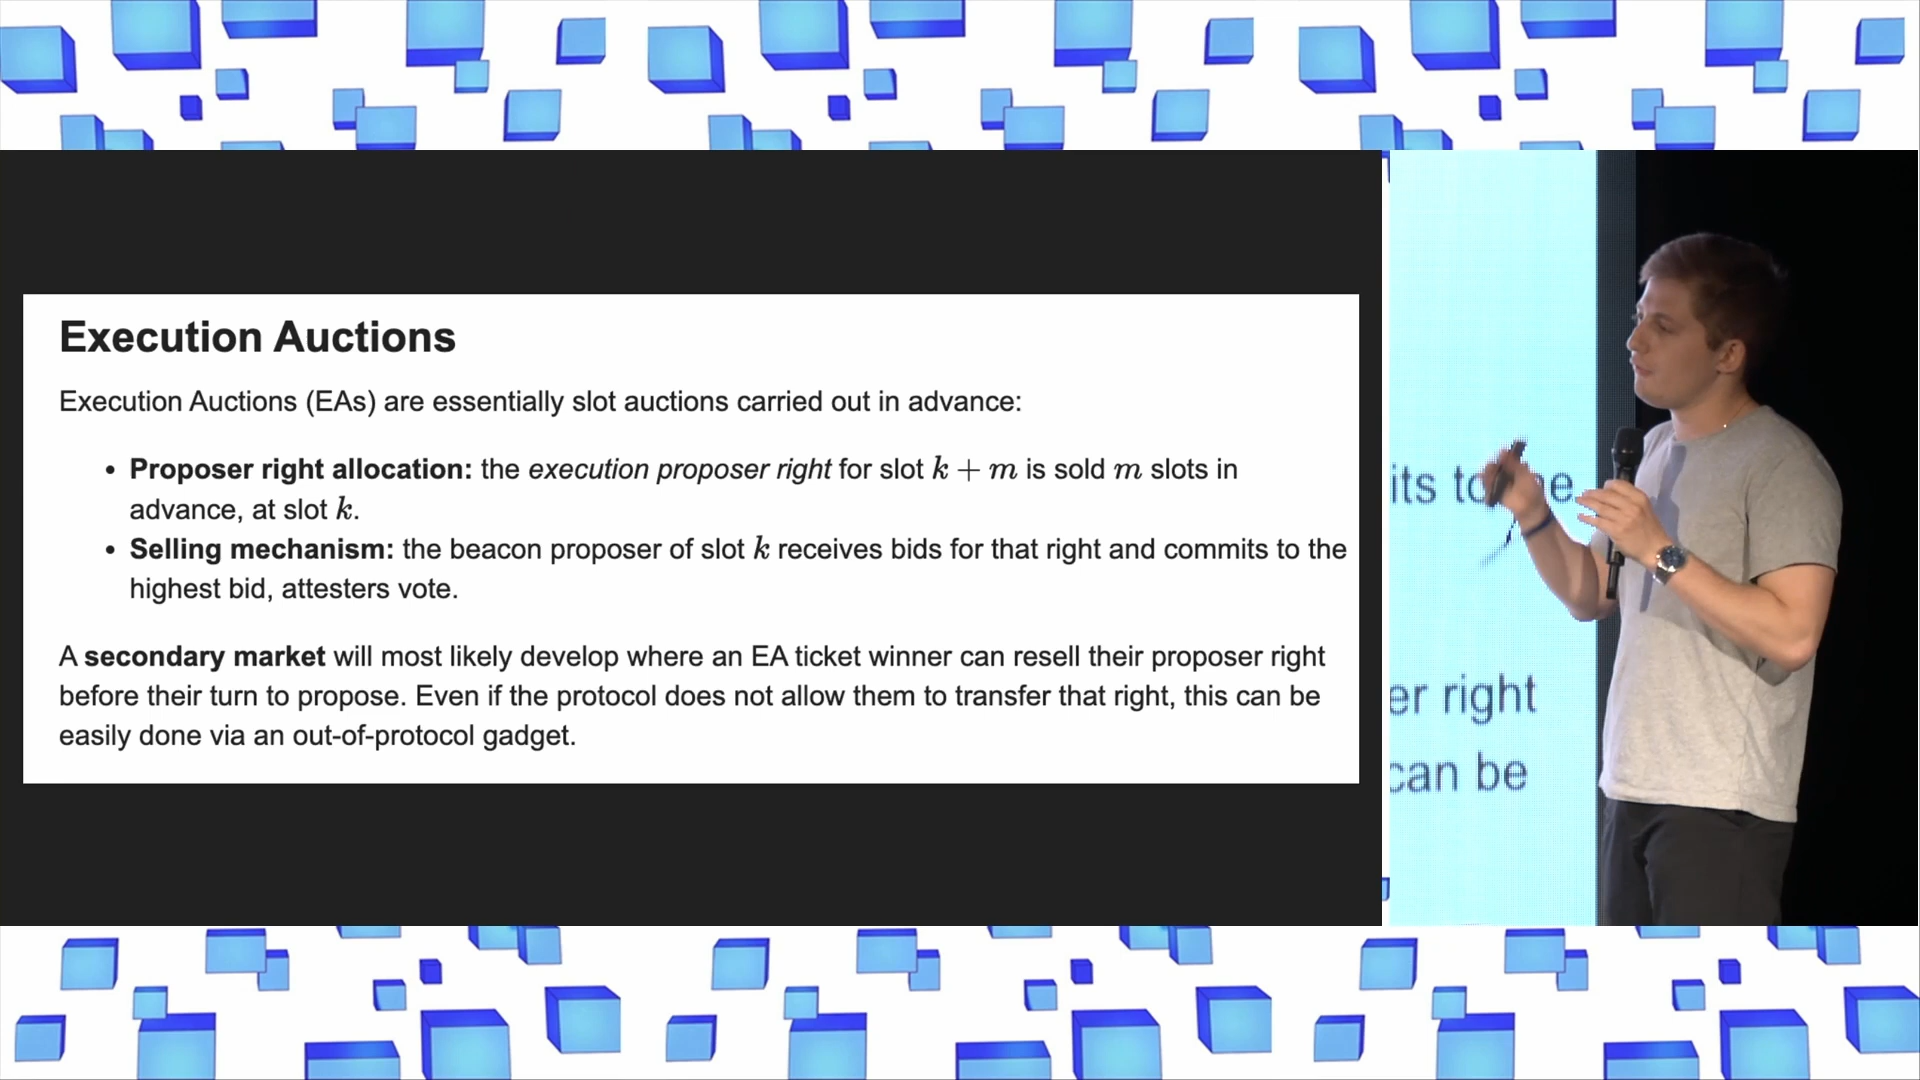 Execution Auctions
Execution Auctions (EAs) are essentially slot auctions carried out in advance:
• Proposer right allocation: the execution proposer right for slot k + m is sold m slots in
advance, at slot k.
• Selling mechanism: the beacon proposer of slot k receives bids for that right and commits to the
highest bid, attesters vote.
A secondary market will most likely develop where an EA ticket winner can resell their proposer right
before their turn to propose. Even if the protocol does not allow them to transfer that right, this can be
easily done via an out-of-protocol gadget.
its to
er right
can be